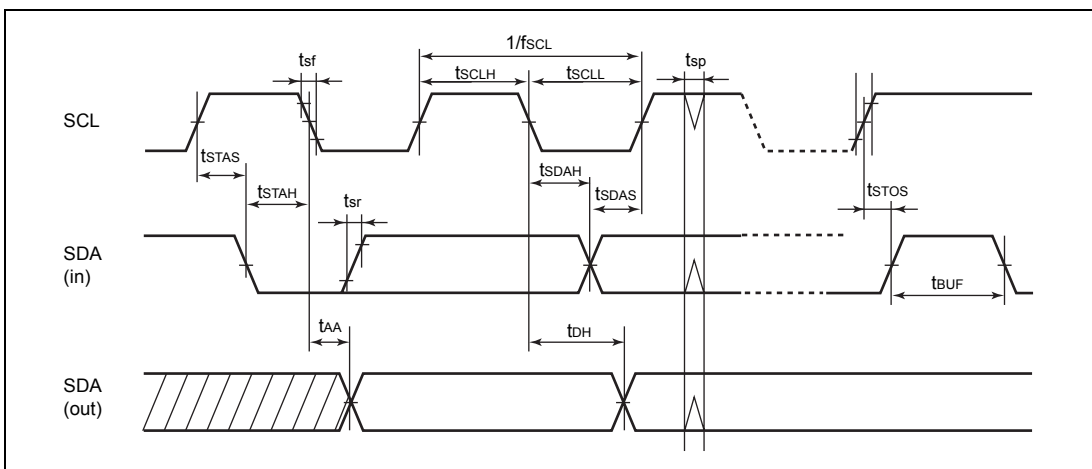 1/fSCL
tsf
tSCLH
tSCLL
tsp
SCL
tSTAS
tSTAH
tsr
tSDAH
tSDAS
tSTOS
SDA
(in)
tBUF
tAA
tDH
SDA
(out)